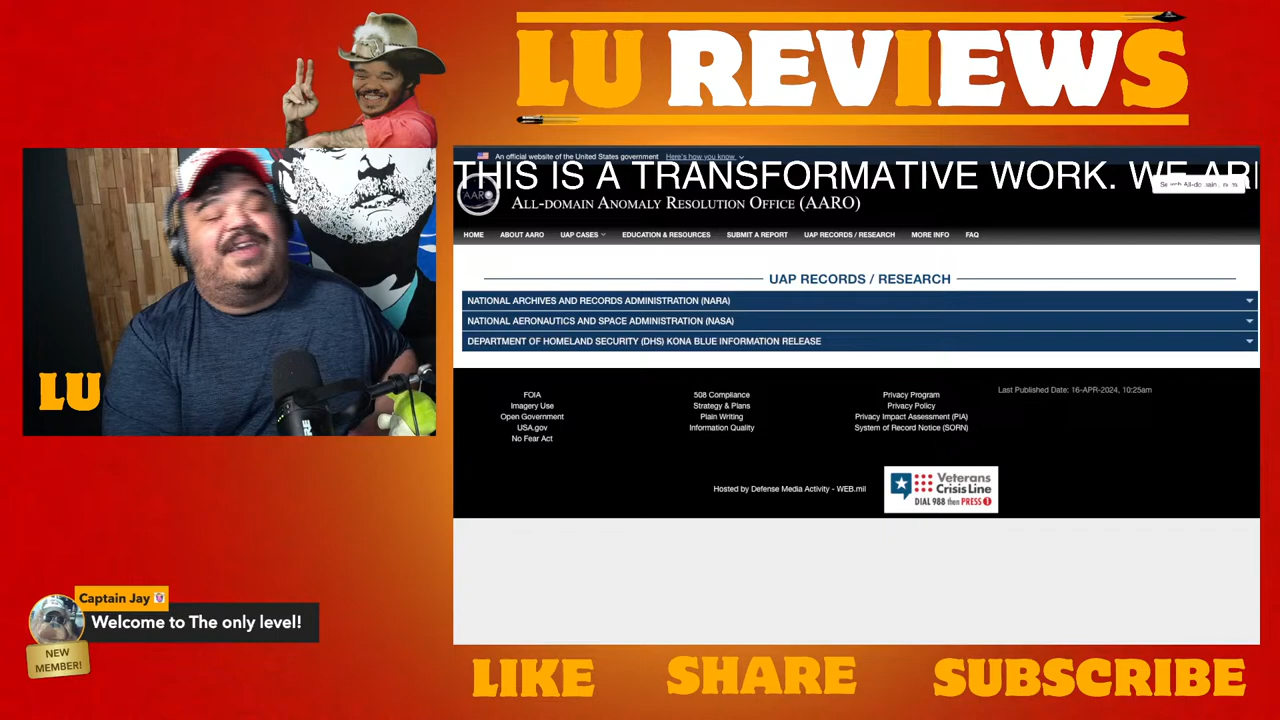 LU REVIEWS
An official website of the United States government Here's how you know
THIS IS A TRANSFORMATIVE WORK. WE ARE
AARO
ALL-DOMAIN ANOMALY RESOLUTION OFFICE (AARO)
HOME ABOUT AARO UAP CASES EDUCATION & RESOURCES SUBMIT A REPORT UAP RECORDS / RESEARCH MORE INFO FAQ
UAP RECORDS / RESEARCH
NATIONAL ARCHIVES AND RECORDS ADMINISTRATION (NARA)
NATIONAL AERONAUTICS AND SPACE ADMINISTRATION (NASA)
DEPARTMENT OF HOMELAND SECURITY (DHS) KONA BLUE INFORMATION RELEASE
FOIA
Imagery Use
Open Government
USA.gov
No Fear Act
508 Compliance
Strategy & Plans
Plain Writing
Information Quality
Privacy Program
Privacy Policy
Privacy Impact Assessment (PIA)
System of Record Notice (SORN)
Last Published Date: 16-APR-2024, 10:25am
Hosted by Defense Media Activity - WEB.mil
Veterans
Crisis Line
DIAL 988 then PRESS 1
LU
Captain Jay
Welcome to The only level!
NEW
MEMBER!
LIKE SHARE SUBSCRIBE